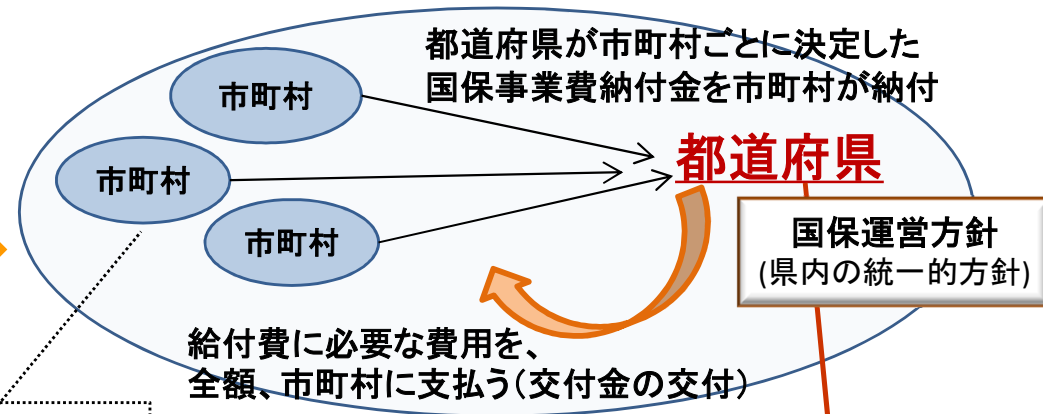 都道府県が市町村ごとに決定した
国保事業費納付金を市町村が納付
市町村
市町村
市町村
都道府県
国保運営方針
(県内の統一的方針)
給付費に必要な費用を、
全額、市町村に支払う(交付金の交付)